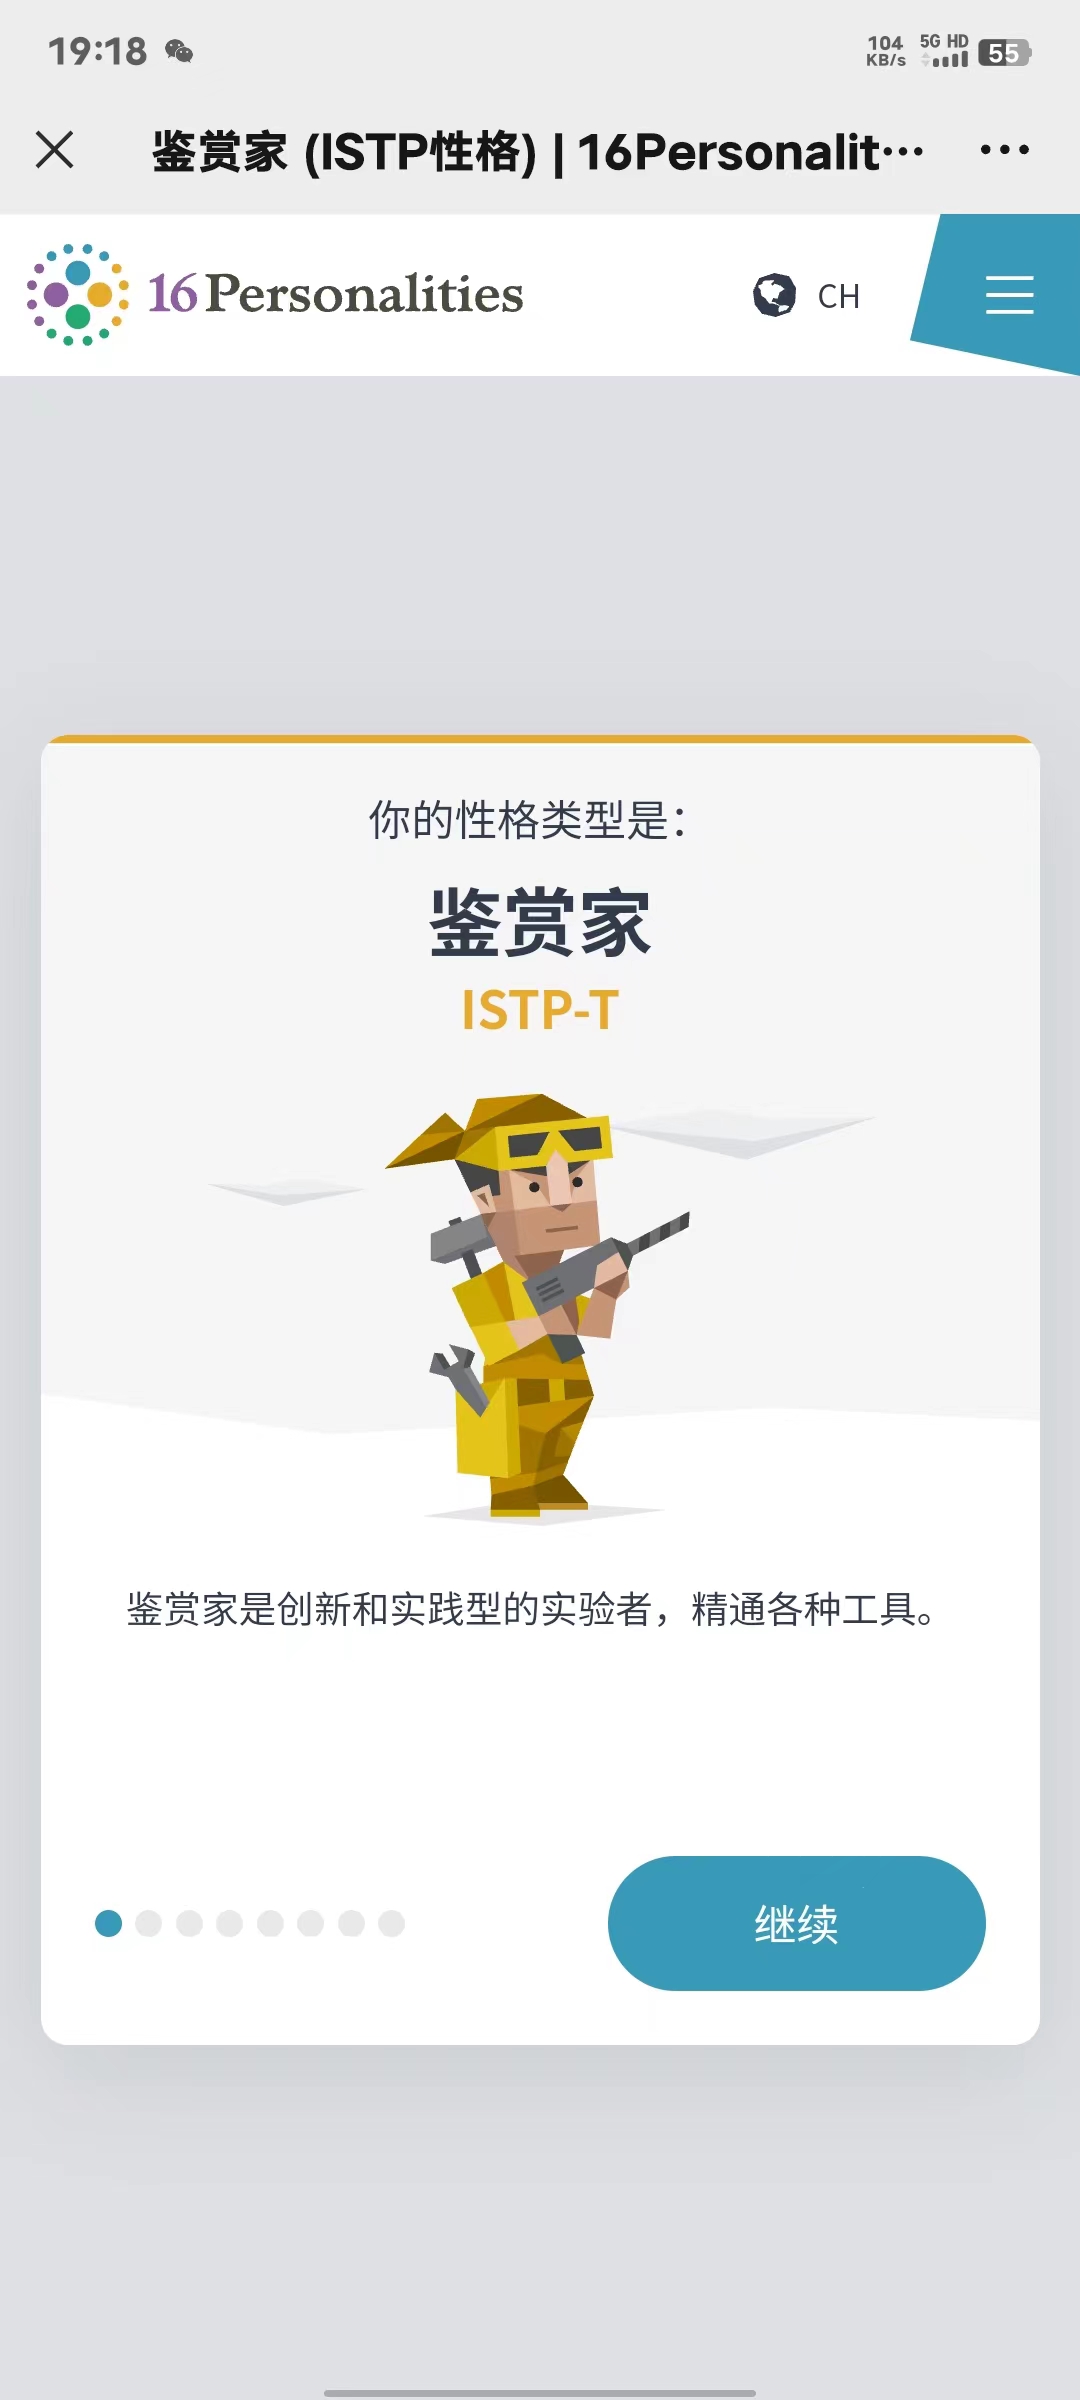 19:18
104 KB/s 5G HD 55
鉴赏家 (ISTP性格) | 16Personalit…
16Personalities
CH
你的性格类型是：
鉴赏家
ISTP-T
鉴赏家是创新和实践型的实验者，精通各种工具。
继续